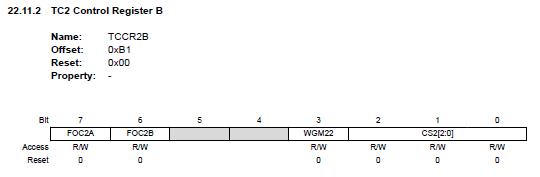 22.11.2 TC2 Control Register B
Name: TCCR2B
Offset: 0xB1
Reset: 0x00
Property: -
Bit 7 6 5 4 3 2 1 0
FOC2A FOC2B WGM22 CS2[2:0]
Access R/W R/W R/W R/W R/W R/W
Reset 0 0 0 0 0 0